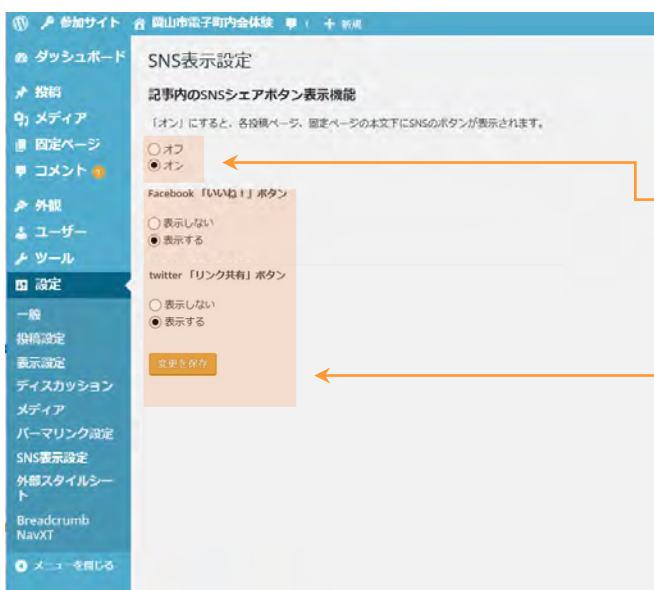 参加サイト 岡山市電子町内会体験 + 新規
ダッシュボード
投稿
メディア
固定ページ
コメント
外観
ユーザー
ツール
設定
一般
投稿設定
表示設定
ディスカッション
メディア
パーマリンク設定
SNS表示設定
外部スタイルシー
ト
Breadcrumb
NavXT
メニューを閉じる
SNS表示設定
記事内のSNSシェアボタン表示機能
「オン」にすると、各投稿ページ、固定ページの本文下にSNSのボタンが表示されます。
オフ
オン
Facebook「いいね！」ボタン
表示しない
表示する
twitter「リンク共有」ボタン
表示しない
表示する
変更を保存